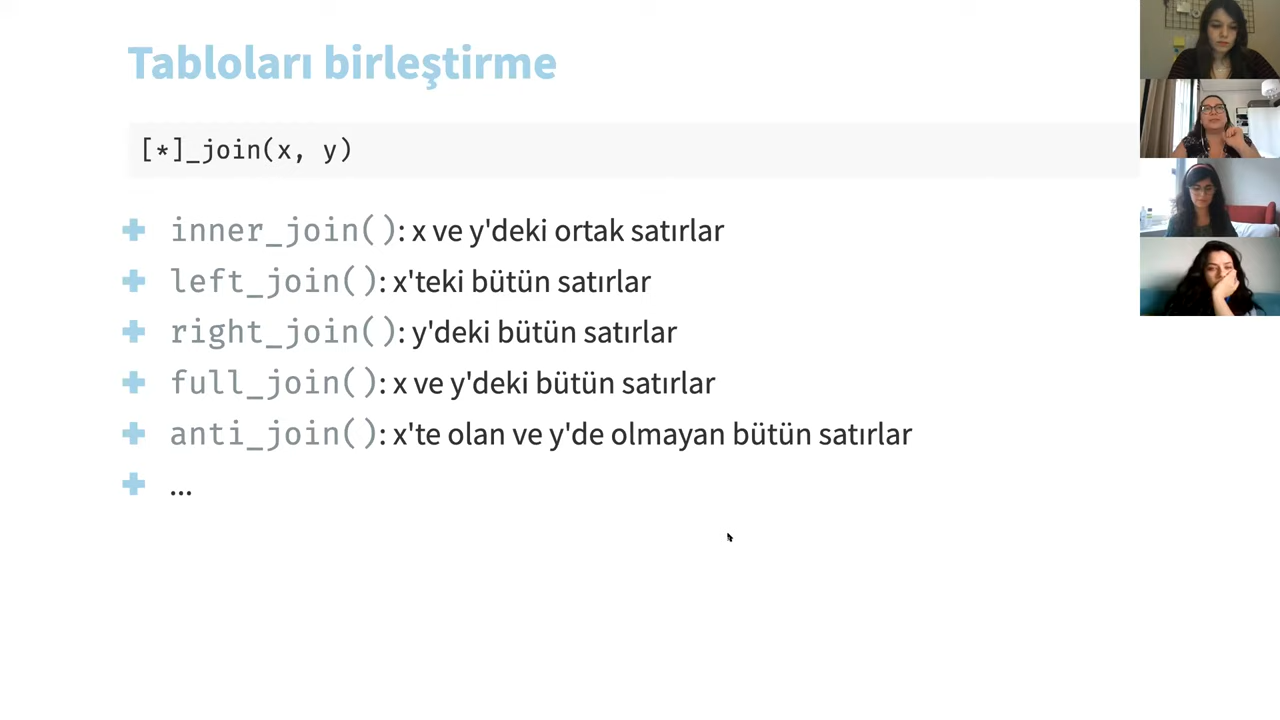 Tabloları birleştirme
[*]_join(x, y)
inner_join(): x ve y'deki ortak satırlar
left_join(): x'teki bütün satırlar
right_join(): y'deki bütün satırlar
full_join(): x ve y'deki bütün satırlar
anti_join(): x'te olan ve y'de olmayan bütün satırlar
...